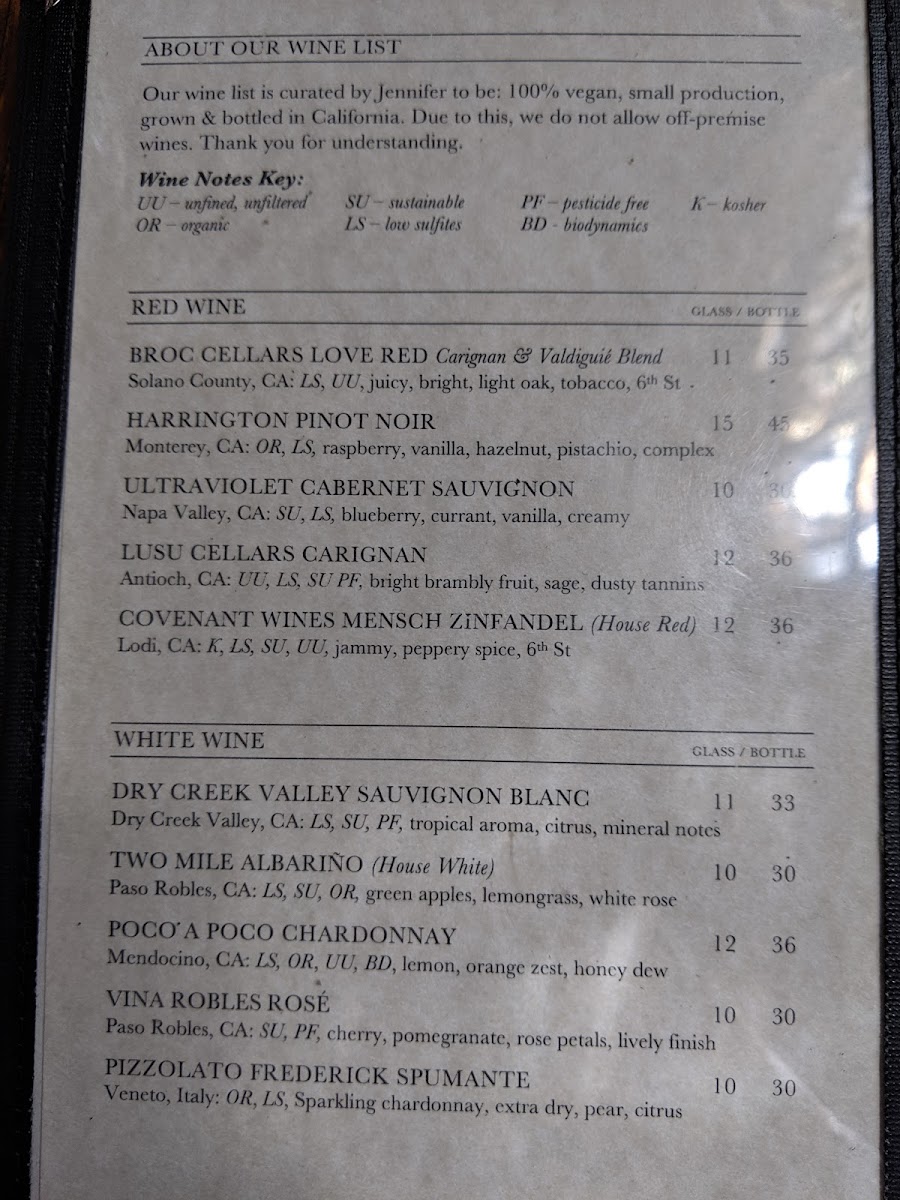 ABOUT OUR WINE LIST
Our wine list is curated by Jennifer to be: 100% vegan, small production,
grown & bottled in California. Due to this, we do not allow off-premise
wines. Thank you for understanding.
Wine Notes Key:
UU – unfined, unfiltered SU – sustainable PF – pesticide free K – kosher
OR – organic LS – low sulfites BD - biodynamics
RED WINE GLASS / BOTTLE
BROC CELLARS LOVE RED Carignan & Valdiguié Blend 11 35
Solano County, CA: LS, UU, juicy, bright, light oak, tobacco, 6th St
HARRINGTON PINOT NOIR 15 45
Monterey, CA: OR, LS, raspberry, vanilla, hazelnut, pistachio, complex
ULTRAVIOLET CABERNET SAUVIGNON 10 30
Napa Valley, CA: SU, LS, blueberry, currant, vanilla, creamy
LUSU CELLARS CARIGNAN 12 36
Antioch, CA: UU, LS, SU PF, bright brambly fruit, sage, dusty tannins
COVENANT WINES MENSCH ZINFANDEL (House Red) 12 36
Lodi, CA: K, LS, SU, UU, jammy, peppery spice, 6th St
WHITE WINE GLASS / BOTTLE
DRY CREEK VALLEY SAUVIGNON BLANC 11 33
Dry Creek Valley, CA: LS, SU, PF, tropical aroma, citrus, mineral notes
TWO MILE ALBARIÑO (House White) 10 30
Paso Robles, CA: LS, SU, OR, green apples, lemongrass, white rose
POCO A POCO CHARDONNAY 12 36
Mendocino, CA: LS, OR, UU, BD, lemon, orange zest, honey dew
VINA ROBLES ROSÉ 10 30
Paso Robles, CA: SU, PF, cherry, pomegranate, rose petals, lively finish
PIZZOLATO FREDERICK SPUMANTE 10 30
Veneto, Italy: OR, LS, Sparkling chardonnay, extra dry, pear, citrus